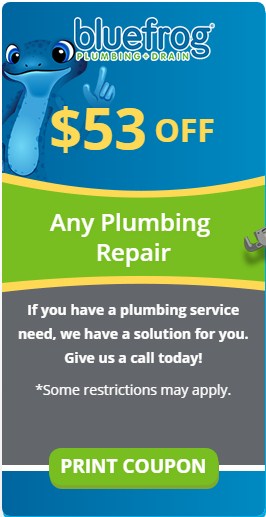 bluefrog®
PLUMBING+DRAIN
$53 OFF
Any Plumbing
Repair
If you have a plumbing service
need, we have a solution for you.
Give us a call today!
*Some restrictions may apply.
PRINT COUPON